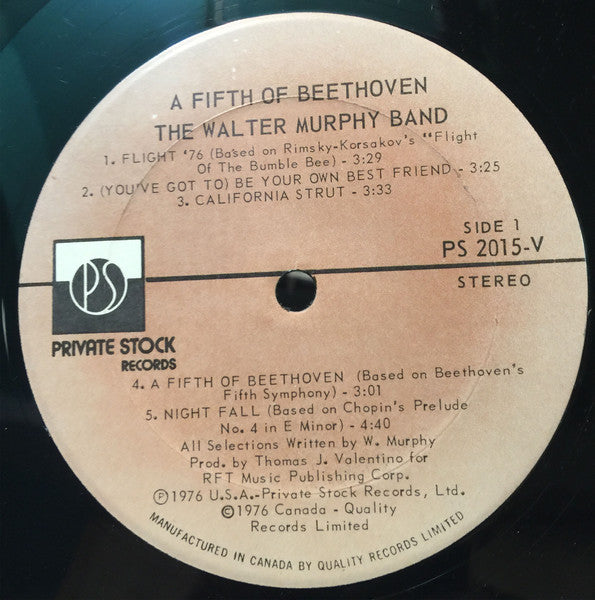 A FIFTH OF BEETHOVEN
THE WALTER MURPHY BAND
1. FLIGHT '76 (Based on Rimsky-Korsakov's "Flight
Of The Bumble Bee) - 3:29
2. (YOU'VE GOT TO) BE YOUR OWN BEST FRIEND - 3:25
3. CALIFORNIA STRUT - 3:33
SIDE 1
PS 2015-V
STEREO
PS
PRIVATE STOCK
RECORDS
4. A FIFTH OF BEETHOVEN (Based on Beethoven's
Fifth Symphony) - 3:01
5. NIGHT FALL (Based on Chopin's Prelude
No. 4 in E Minor) - 4:40
All Selections Written by W. Murphy
Prod. by Thomas J. Valentino for
RFT Music Publishing Corp.
Ⓟ1976 U.S.A.-Private Stock Records, Ltd.
©1976 Canada - Quality
Records Limited
MANUFACTURED IN CANADA BY QUALITY RECORDS LIMITED